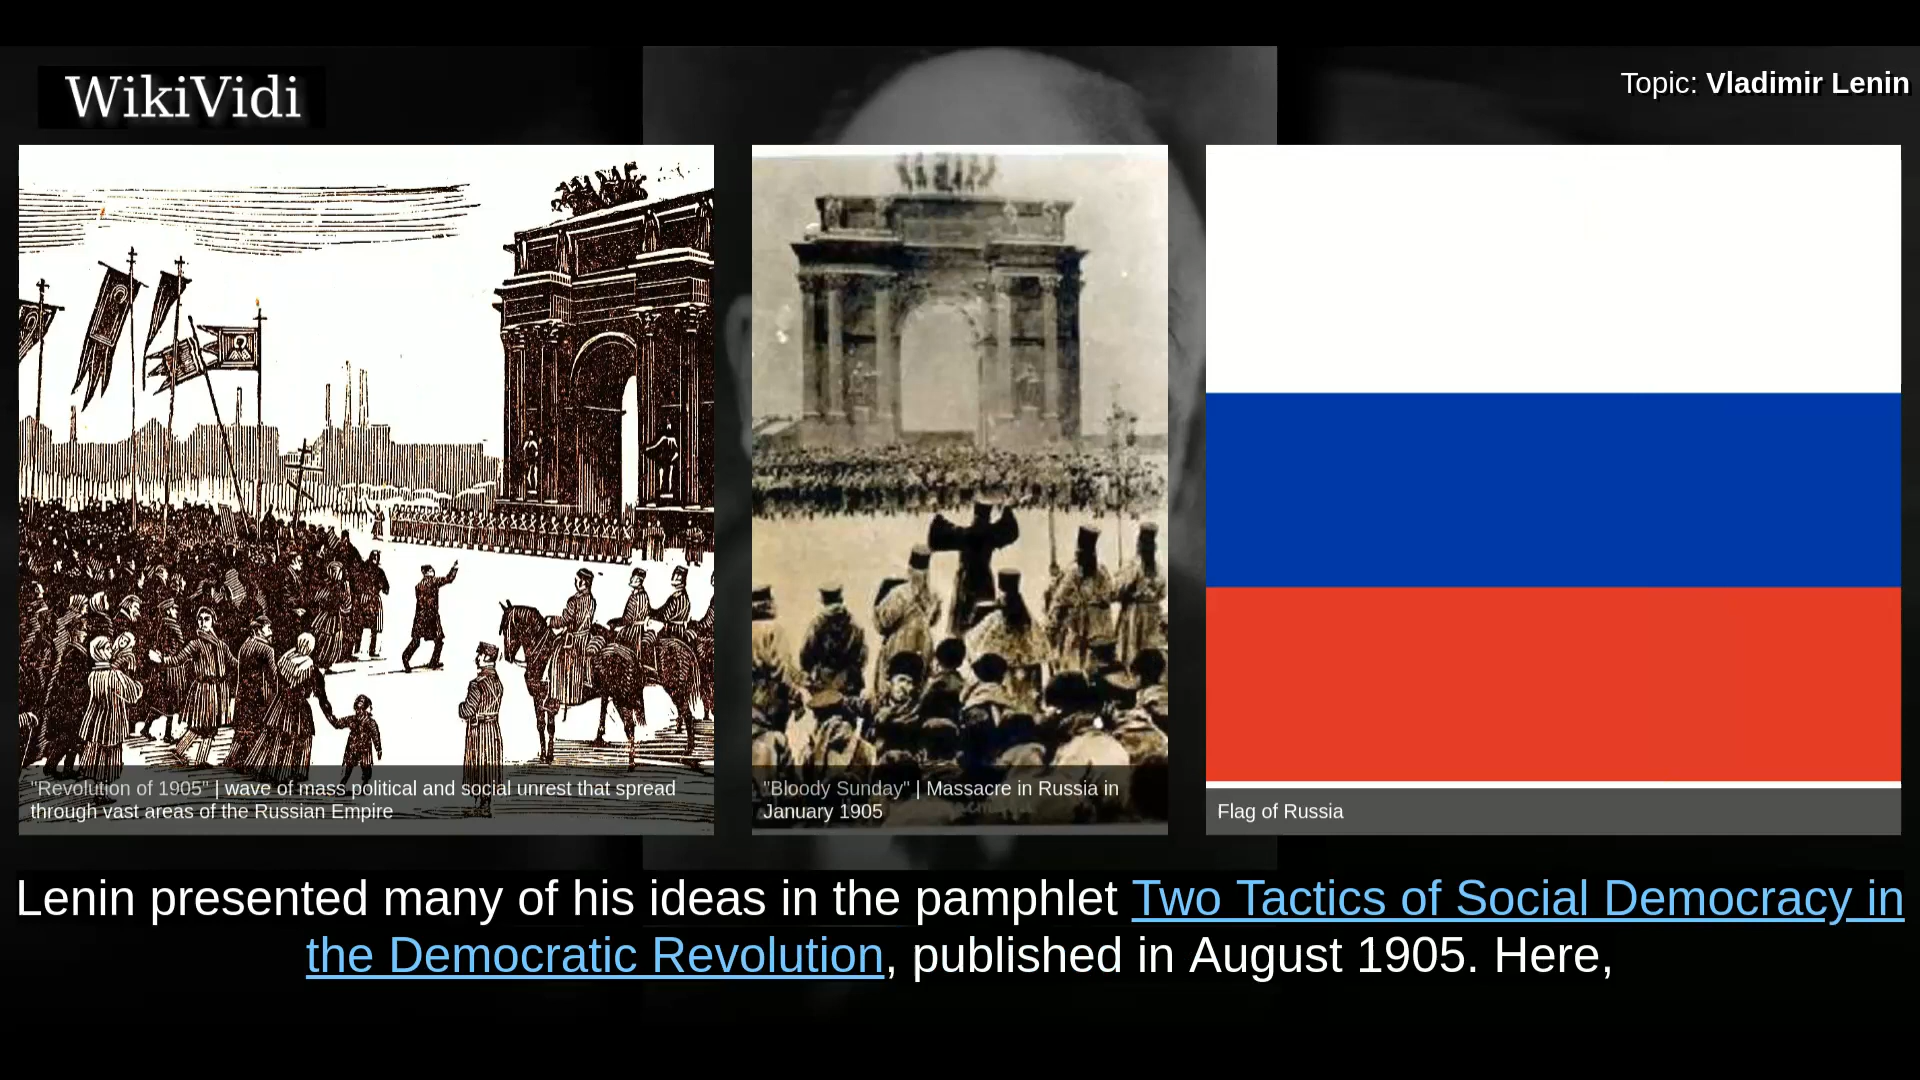 WikiVidi
Topic: Vladimir Lenin
"Revolution of 1905" | wave of mass political and social unrest that spread
through vast areas of the Russian Empire
"Bloody Sunday" | Massacre in Russia in
January 1905
Flag of Russia
Lenin presented many of his ideas in the pamphlet Two Tactics of Social Democracy in
the Democratic Revolution, published in August 1905. Here,